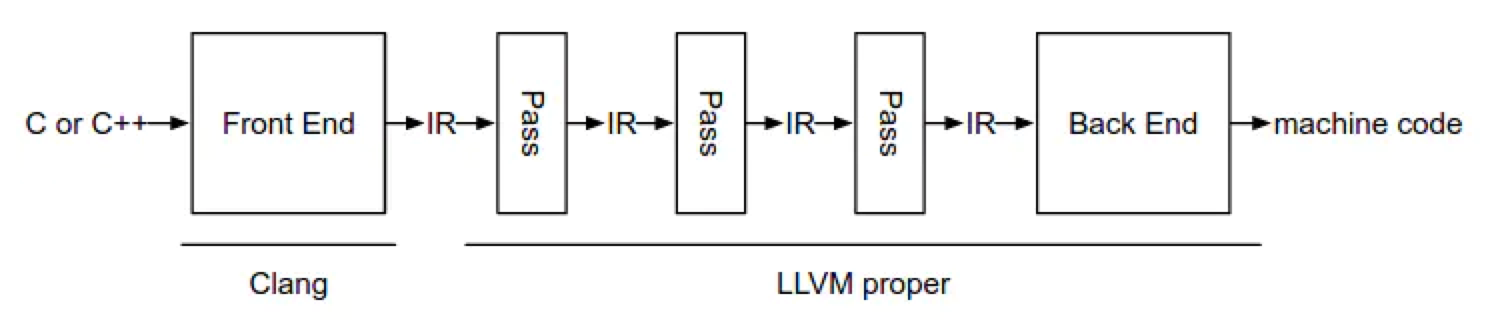 C or C++
Front End
IR
Pass
IR
Pass
IR
Pass
IR
Back End
machine code
Clang
LLVM proper